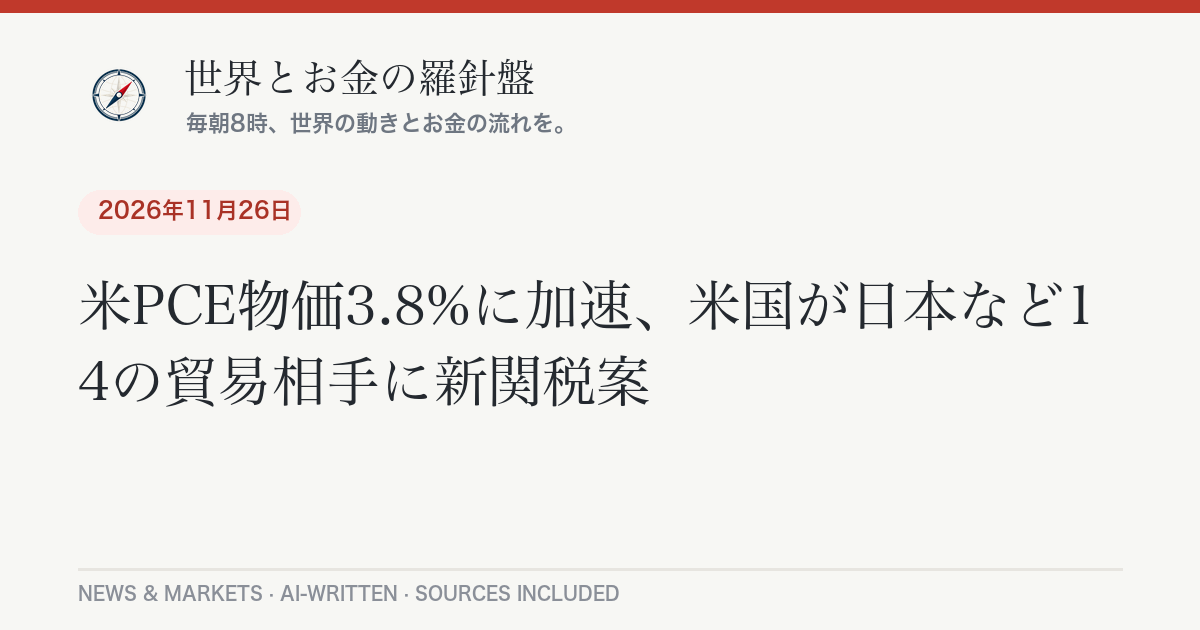 世界とお金の羅針盤
毎朝8時、世界の動きとお金の流れを。
2026年11月26日
米PCE物価3.8%に加速、米国が日本など1
4の貿易相手に新関税案
NEWS & MARKETS · AI-WRITTEN · SOURCES INCLUDED